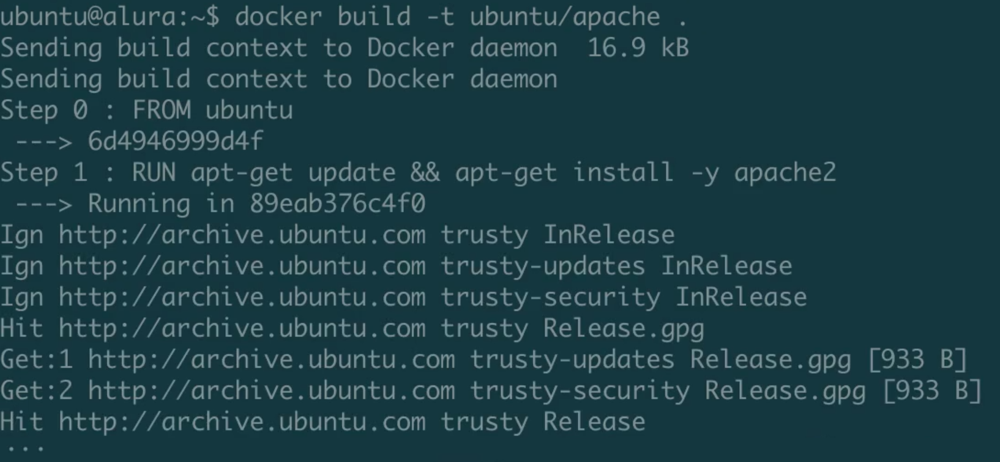 ubuntu@alura:~$ docker build -t ubuntu/apache .
Sending build context to Docker daemon  16.9 kB
Sending build context to Docker daemon
Step 0 : FROM ubuntu
 ---> 6d4946999d4f
Step 1 : RUN apt-get update && apt-get install -y apache2
 ---> Running in 89eab376c4f0
Ign http://archive.ubuntu.com trusty InRelease
Ign http://archive.ubuntu.com trusty-updates InRelease
Ign http://archive.ubuntu.com trusty-security InRelease
Hit http://archive.ubuntu.com trusty Release.gpg
Get:1 http://archive.ubuntu.com trusty-updates Release.gpg [933 B]
Get:2 http://archive.ubuntu.com trusty-security Release.gpg [933 B]
Hit http://archive.ubuntu.com trusty Release
...